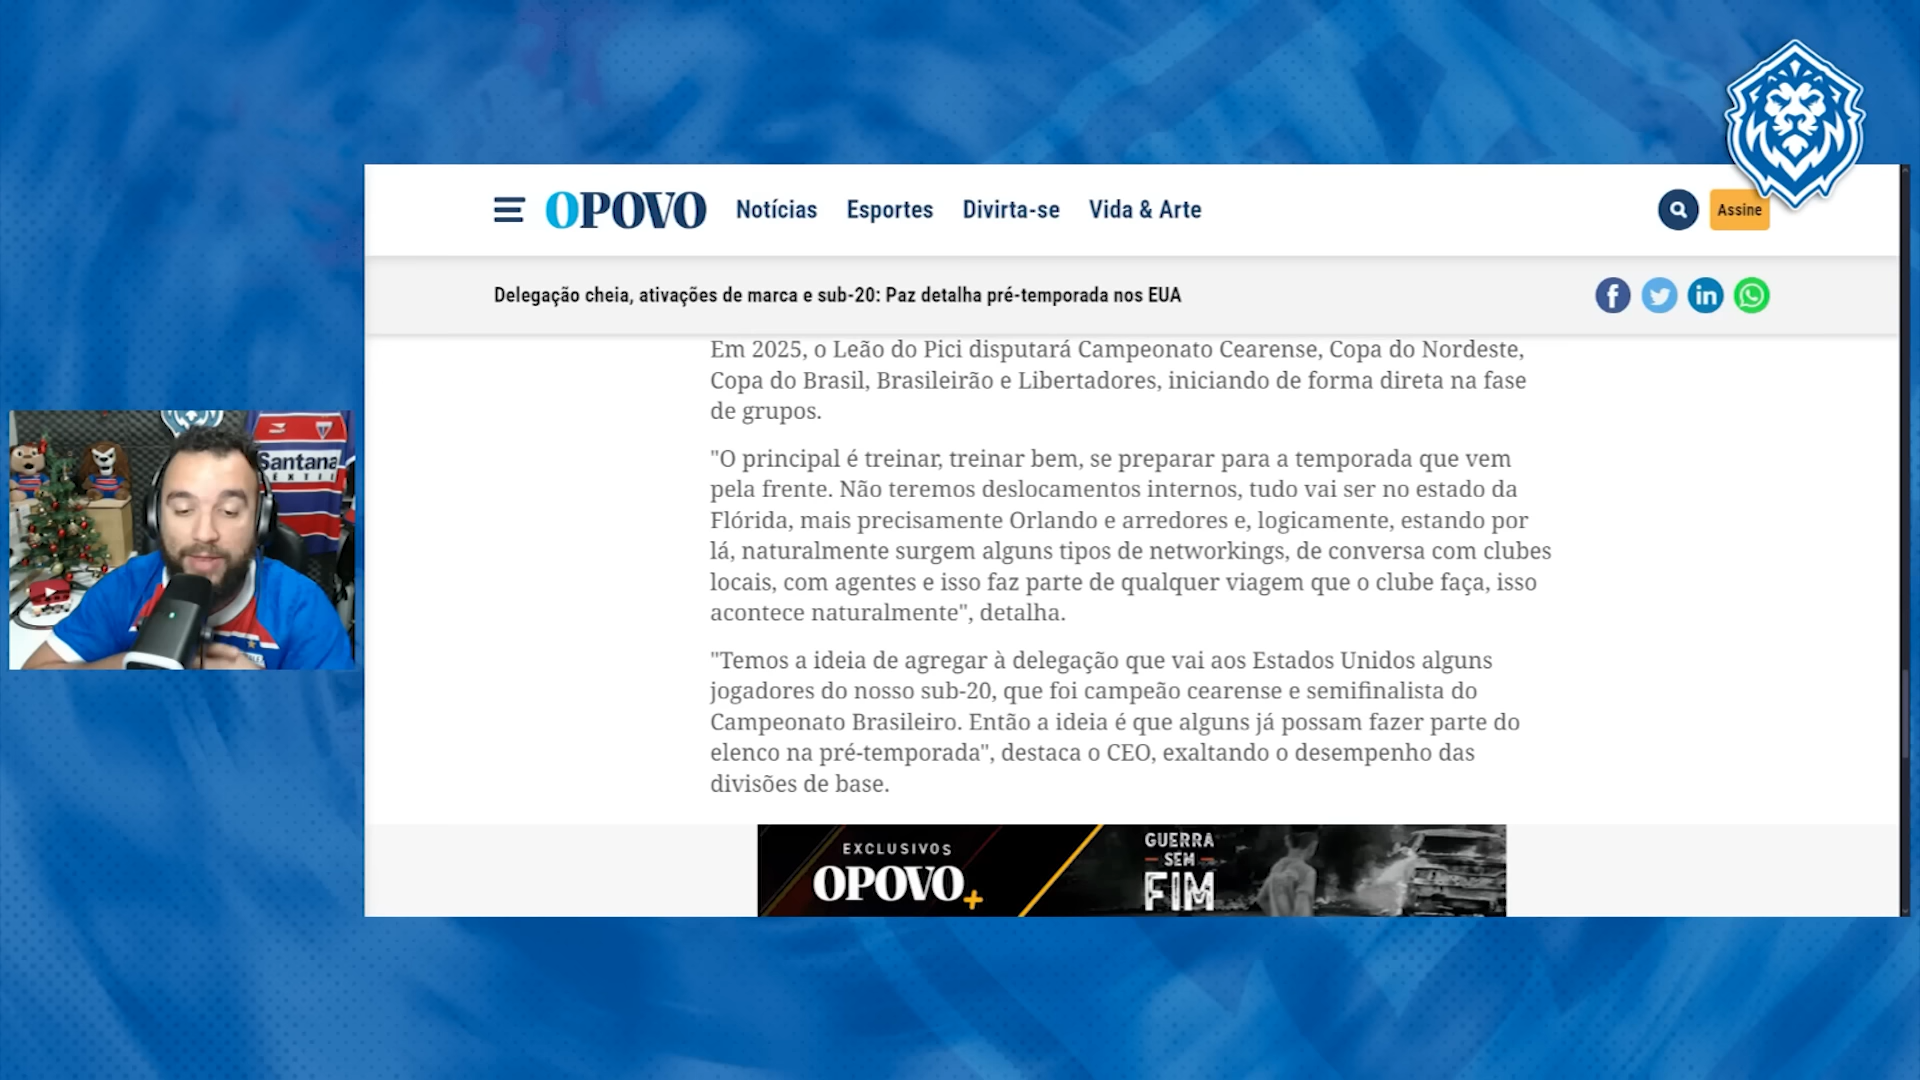 OPOVO Notícias Esportes Divirta-se Vida & Arte Assine
Delegação cheia, ativações de marca e sub-20: Paz detalha pré-temporada nos EUA
Em 2025, o Leão do Pici disputará Campeonato Cearense, Copa do Nordeste,
Copa do Brasil, Brasileirão e Libertadores, iniciando de forma direta na fase
de grupos.
"O principal é treinar, treinar bem, se preparar para a temporada que vem
pela frente. Não teremos deslocamentos internos, tudo vai ser no estado da
Flórida, mais precisamente Orlando e arredores e, logicamente, estando por
lá, naturalmente surgem alguns tipos de networkings, de conversa com clubes
locais, com agentes e isso faz parte de qualquer viagem que o clube faça, isso
acontece naturalmente", detalha.
"Temos a ideia de agregar à delegação que vai aos Estados Unidos alguns
jogadores do nosso sub-20, que foi campeão cearense e semifinalista do
Campeonato Brasileiro. Então a ideia é que alguns já possam fazer parte do
elenco na pré-temporada", destaca o CEO, exaltando o desempenho das
divisões de base.
Santana
TÊXTIL
EXCLUSIVOS
OPOVO+
GUERRA
SEM
FIM